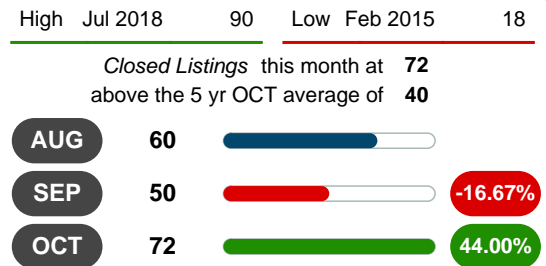 High Jul 2018 90 Low Feb 2015 18
Closed Listings this month at 72
above the 5 yr OCT average of 40
AUG 60
SEP 50 -16.67%
OCT 72 44.00%